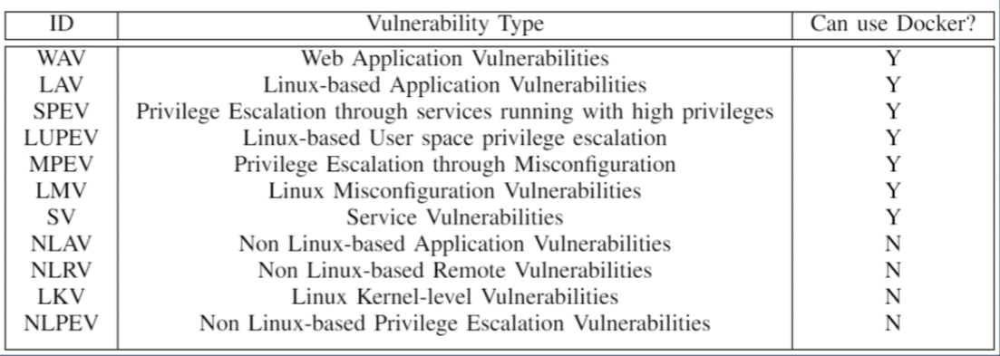 ID Vulnerability Type Can use Docker?
WAV Web Application Vulnerabilities Y
LAV Linux-based Application Vulnerabilities Y
SPEV Privilege Escalation through services running with high privileges Y
LUPEV Linux-based User space privilege escalation Y
MPEV Privilege Escalation through Misconfiguration Y
LMV Linux Misconfiguration Vulnerabilities Y
SV Service Vulnerabilities Y
NLAV Non Linux-based Application Vulnerabilities N
NLRV Non Linux-based Remote Vulnerabilities N
LKV Linux Kernel-level Vulnerabilities N
NLPEV Non Linux-based Privilege Escalation Vulnerabilities N